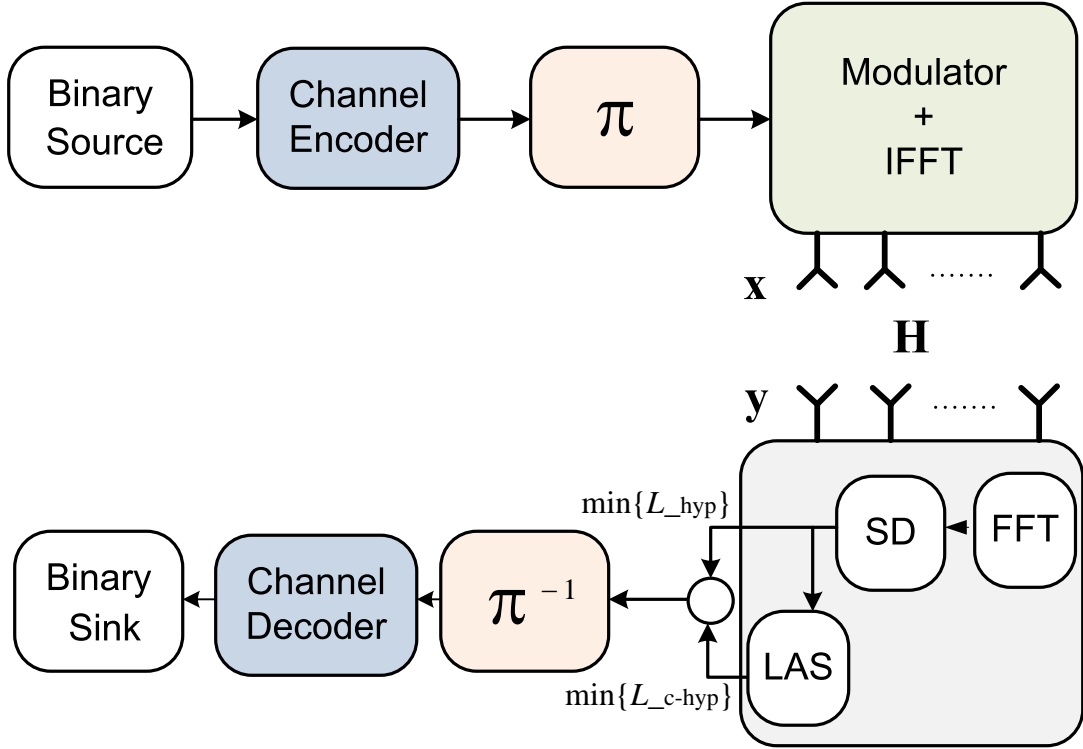 Binary
Source
Channel
Encoder
π
Modulator
+
IFFT
x
.......
H
y
.......
min{L_hyp}
SD
FFT
Binary
Sink
Channel
Decoder
π −1
LAS
min{L_c-hyp}